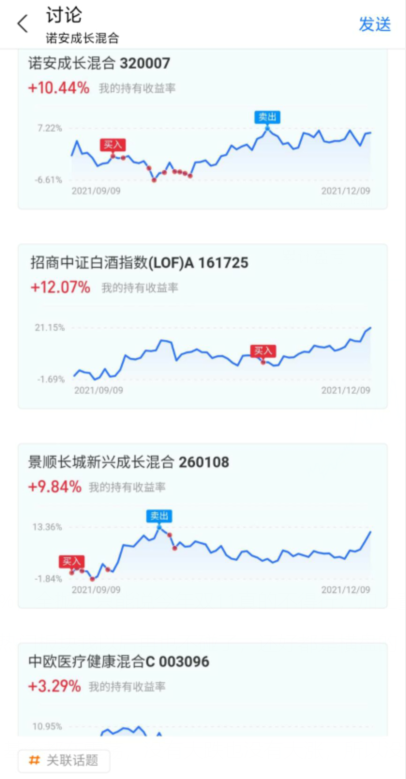 讨论
诺安成长混合
发送
诺安成长混合 320007
+10.44% 我的持有收益率
7.22%
买入
卖出
-6.61%
2021/09/09 2021/12/09
招商中证白酒指数(LOF)A 161725
+12.07% 我的持有收益率
21.15%
买入
-1.69%
2021/09/09 2021/12/09
景顺长城新兴成长混合 260108
+9.84% 我的持有收益率
卖出
13.36%
买入
-1.84%
2021/09/09 2021/12/09
中欧医疗健康混合C 003096
+3.29% 我的持有收益率
10.95%
# 关联话题